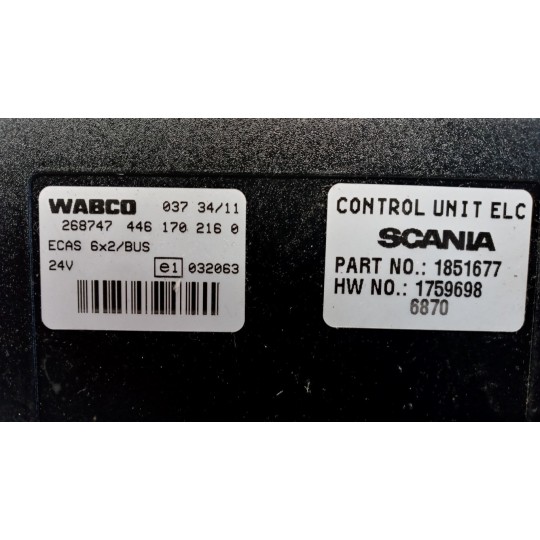 WABCO 037 34/11
268747 446 170 216 0
ECAS 6x2/BUS
24V e1 032063
CONTROL UNIT ELC
SCANIA
PART NO.: 1851677
HW NO.: 1759698
6870